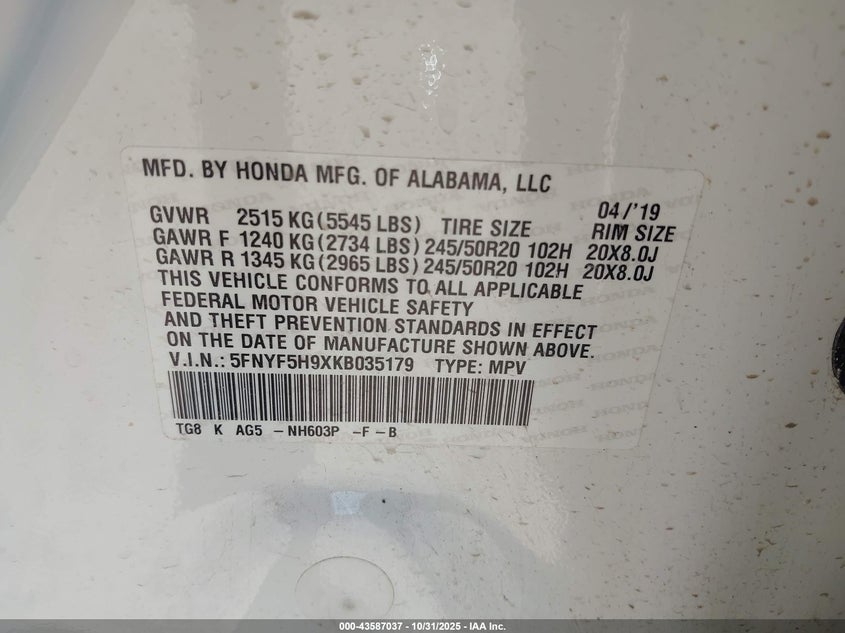 MFD. BY HONDA MFG. OF ALABAMA, LLC
04/'19
GVWR 2515 KG (5545 LBS) TIRE SIZE RIM SIZE
GAWR F 1240 KG (2734 LBS) 245/50R20 102H 20X8.0J
GAWR R 1345 KG (2965 LBS) 245/50R20 102H 20X8.0J
THIS VEHICLE CONFORMS TO ALL APPLICABLE
FEDERAL MOTOR VEHICLE SAFETY
AND THEFT PREVENTION STANDARDS IN EFFECT
ON THE DATE OF MANUFACTURE SHOWN ABOVE.
V.I.N.: 5FNYF5H9XKB035179 TYPE: MPV
TG8 K AG5 - NH603P - F - B
000-43587037 - 10/31/2025 - IAA Inc.